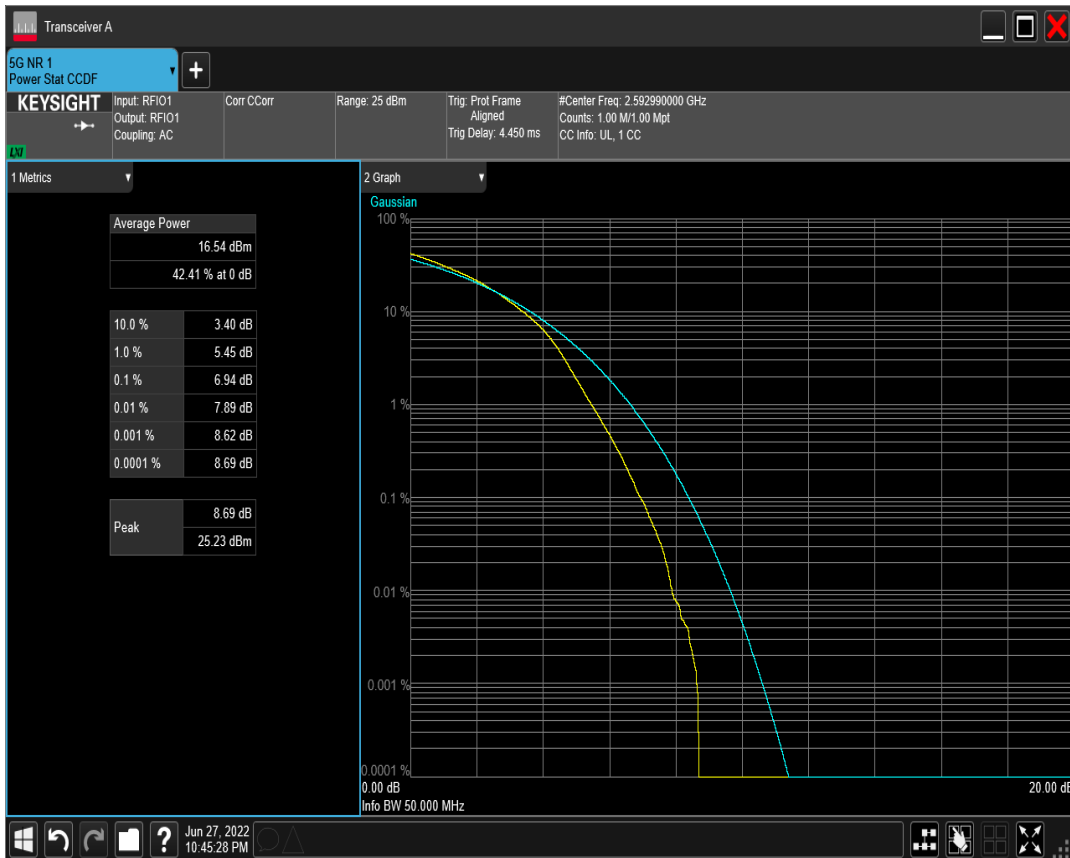 Transceiver A
5G NR 1
Power Stat CCDF
+
KEYSIGHT
LXI
Input: RFIO1
Output: RFIO1
Coupling: AC
Corr CCorr
Range: 25 dBm
Trig: Prot Frame
Aligned
Trig Delay: 4.450 ms
#Center Freq: 2.592990000 GHz
Counts: 1.00 M/1.00 Mpt
CC Info: UL, 1 CC
1 Metrics
Average Power
16.54 dBm
42.41 % at 0 dB
10.0 % 3.40 dB
1.0 % 5.45 dB
0.1 % 6.94 dB
0.01 % 7.89 dB
0.001 % 8.62 dB
0.0001 % 8.69 dB
Peak
8.69 dB
25.23 dBm
2 Graph
Gaussian
100 %
10 %
1 %
0.1 %
0.01 %
0.001 %
0.0001 %
0.00 dB 20.00 dB
Info BW 50.000 MHz
?
Jun 27, 2022
10:45:28 PM